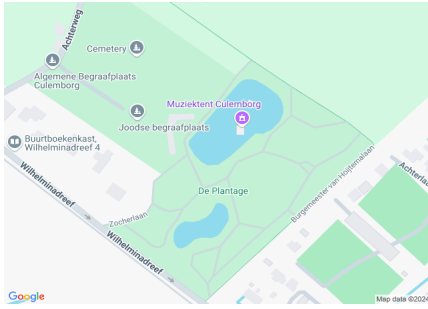 Achterweg
Cemetery
Algemene Begraafplaats
Culemborg
Muziektent Culemborg
Joodse begraafplaats
Buurtboekenkast,
Wilhelminadreef 4
Wilhelminadreef
De Plantage
Zocherlaan
Burgemeester van Hoytemalaan
Achterlaa
Wilhelminadreef
Google
Map data ©2024